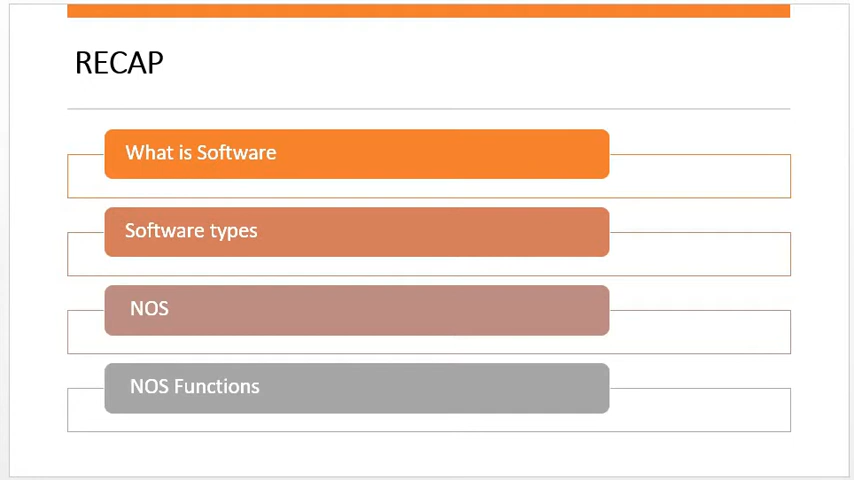 RECAP
What is Software
Software types
NOS
NOS Functions